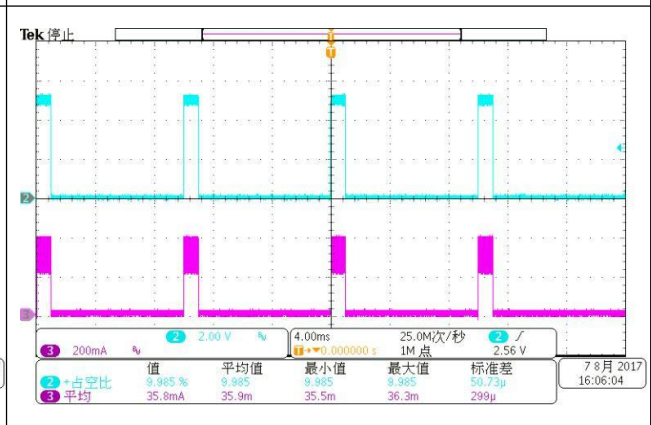 Tek 停止
T
T
2
3
2 2.00 V 4.00ms 25.0M次/秒 2
3 200mA T 0.000000 s 1M 点 2.56 V
值 平均值 最小值 最大值 标准差
2 +占空比 9.985 % 9.985 9.985 9.985 50.73µ
3 平均 35.8mA 35.9m 35.5m 36.3m 299µ
7 8月 2017
16:06:04